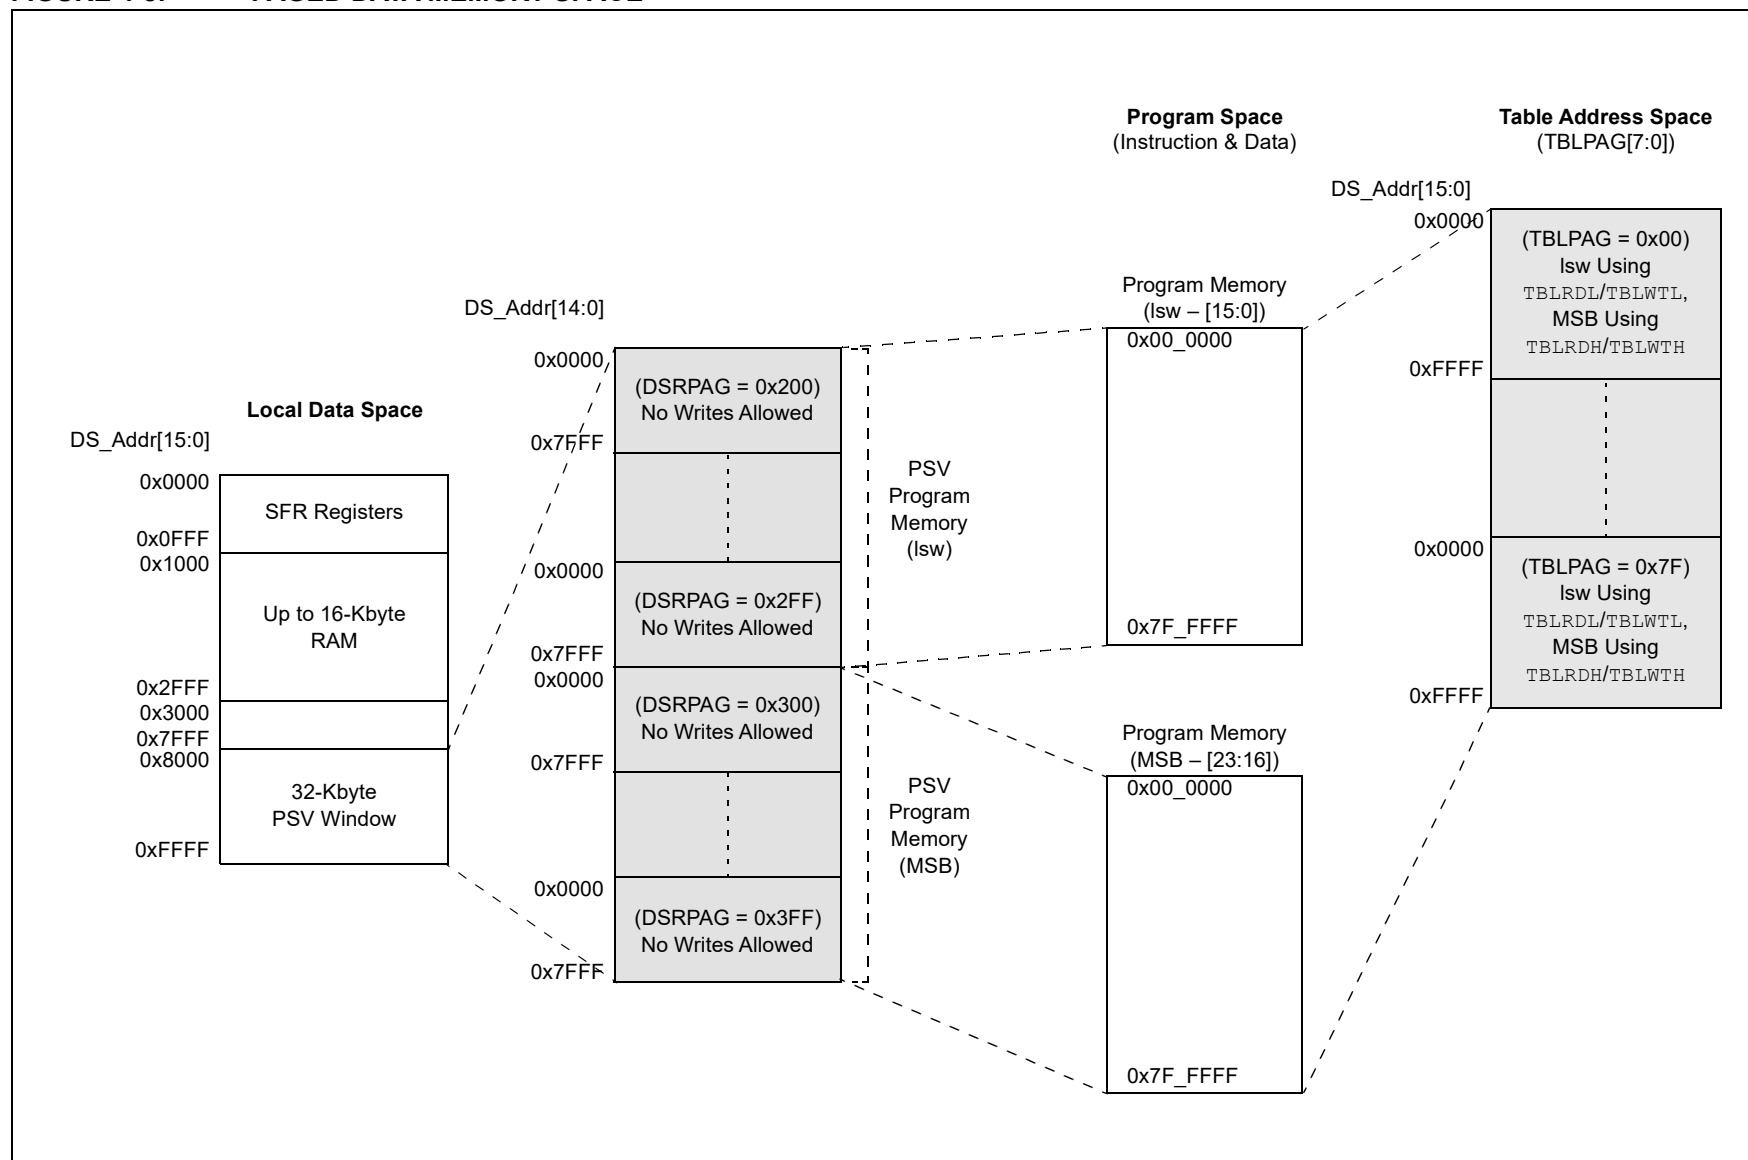 Program Space
(Instruction & Data)
Table Address Space
(TBLPAG[7:0])
DS_Addr[15:0]
0x0000
(TBLPAG = 0x00)
lsw Using
TBLRDL/TBLWTL,
MSB Using
TBLRDH/TBLWTH
0xFFFF
0x0000
(TBLPAG = 0x7F)
lsw Using
TBLRDL/TBLWTL,
MSB Using
TBLRDH/TBLWTH
0xFFFF
Program Memory
(lsw – [15:0])
0x00_0000
0x7F_FFFF
Program Memory
(MSB – [23:16])
0x00_0000
0x7F_FFFF
DS_Addr[14:0]
0x0000
(DSRPAG = 0x200)
No Writes Allowed
0x7FFF
0x0000
(DSRPAG = 0x2FF)
No Writes Allowed
0x7FFF
0x0000
(DSRPAG = 0x300)
No Writes Allowed
0x7FFF
0x0000
(DSRPAG = 0x3FF)
No Writes Allowed
0x7FFF
PSV
Program
Memory
(lsw)
PSV
Program
Memory
(MSB)
Local Data Space
DS_Addr[15:0]
0x0000
SFR Registers
0x0FFF
0x1000
Up to 16-Kbyte
RAM
0x2FFF
0x3000
0x7FFF
0x8000
32-Kbyte
PSV Window
0xFFFF